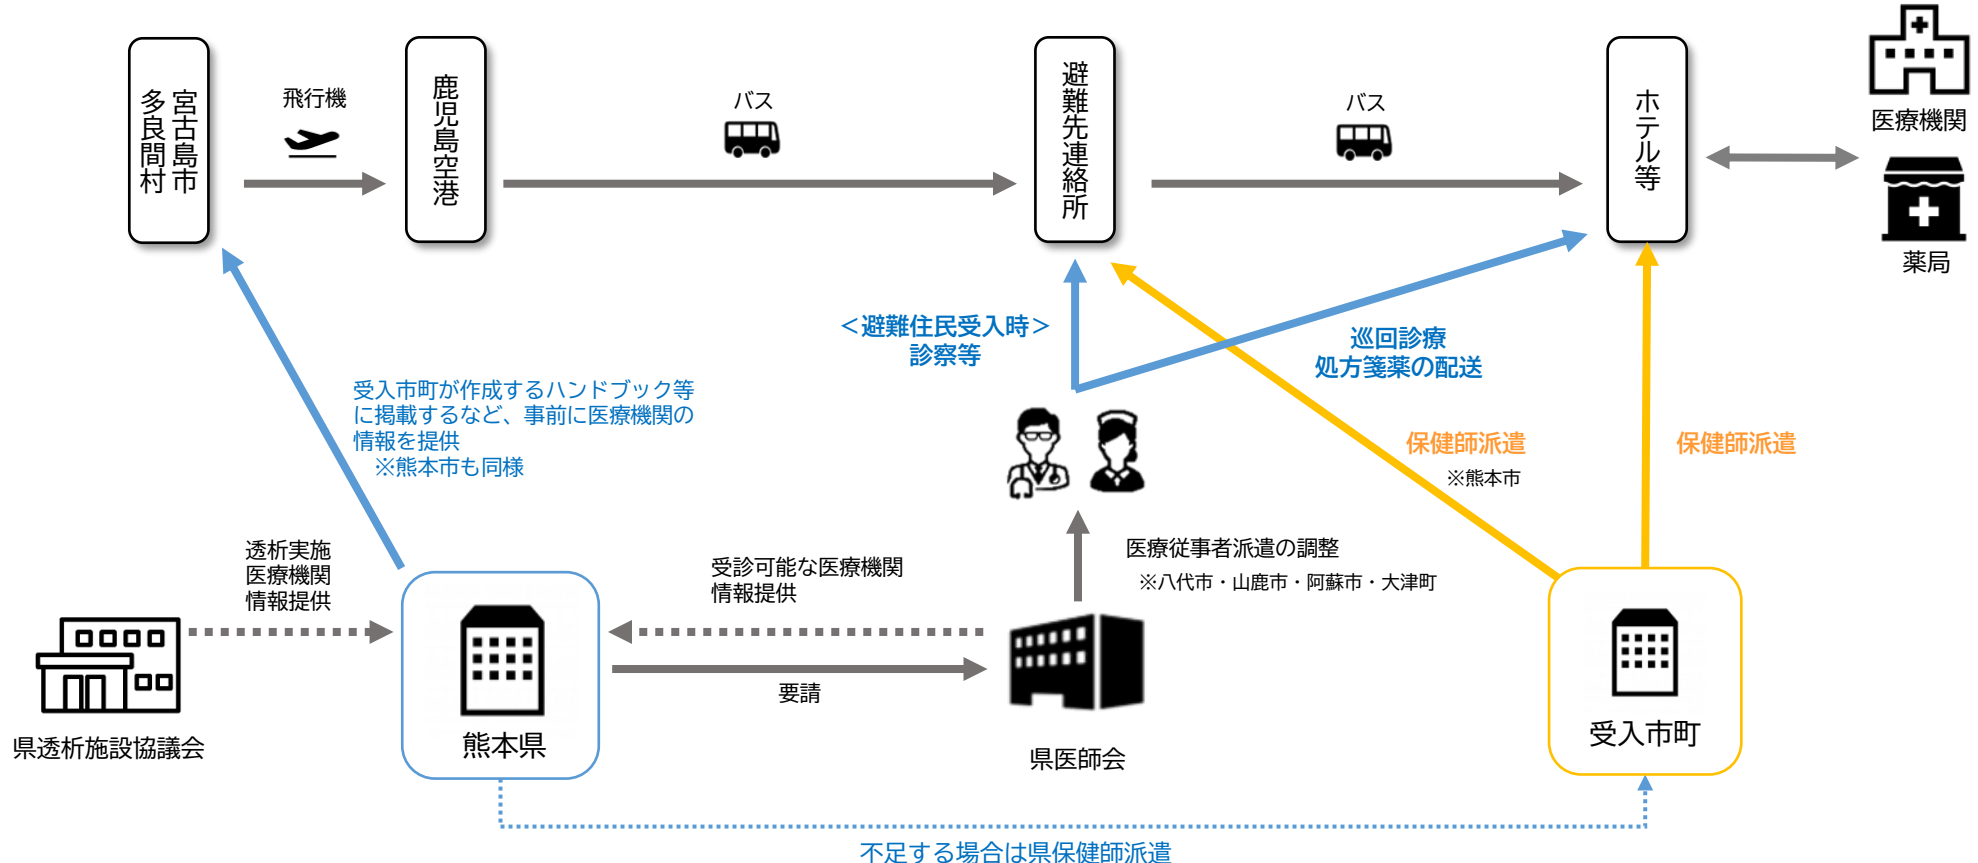 宮古島市
多良間村
飛行機
鹿児島空港
バス
避難先連絡所
バス
ホテル等
医療機関
薬局
＜避難住民受入時＞
診察等
巡回診療
処方箋薬の配送
受入市町が作成するハンドブック等
に掲載するなど、事前に医療機関の
情報を提供
※熊本市も同様
保健師派遣
※熊本市
保健師派遣
透析実施
医療機関
情報提供
受診可能な医療機関
情報提供
医療従事者派遣の調整
※八代市・山鹿市・阿蘇市・大津町
要請
県透析施設協議会
熊本県
県医師会
受入市町
不足する場合は県保健師派遣